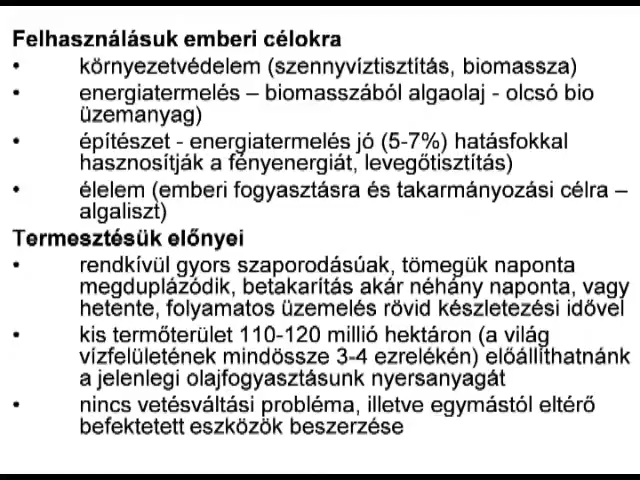 Felhasználásuk emberi célokra
• környezetvédelem (szennyvíztisztítás, biomassza)
• energiatermelés – biomasszából algaolaj - olcsó bio
üzemanyag)
• építészet - energiatermelés jó (5-7%) hatásfokkal
hasznosítják a fényenergiát, levegőtisztítás)
• élelem (emberi fogyasztásra és takarmányozási célra –
algaliszt)
Termesztésük előnyei
• rendkívül gyors szaporodásúak, tömegük naponta
megduplázódik, betakarítás akár néhány naponta, vagy
hetente, folyamatos üzemelés rövid készletezési idővel
• kis termőterület 110-120 millió hektáron (a világ
vízfelületének mindössze 3-4 ezrelékén) előállíthatnánk
a jelenlegi olajfogyasztásunk nyersanyagát
• nincs vetésváltási probléma, illetve egymástól eltérő
befektetett eszközök beszerzése